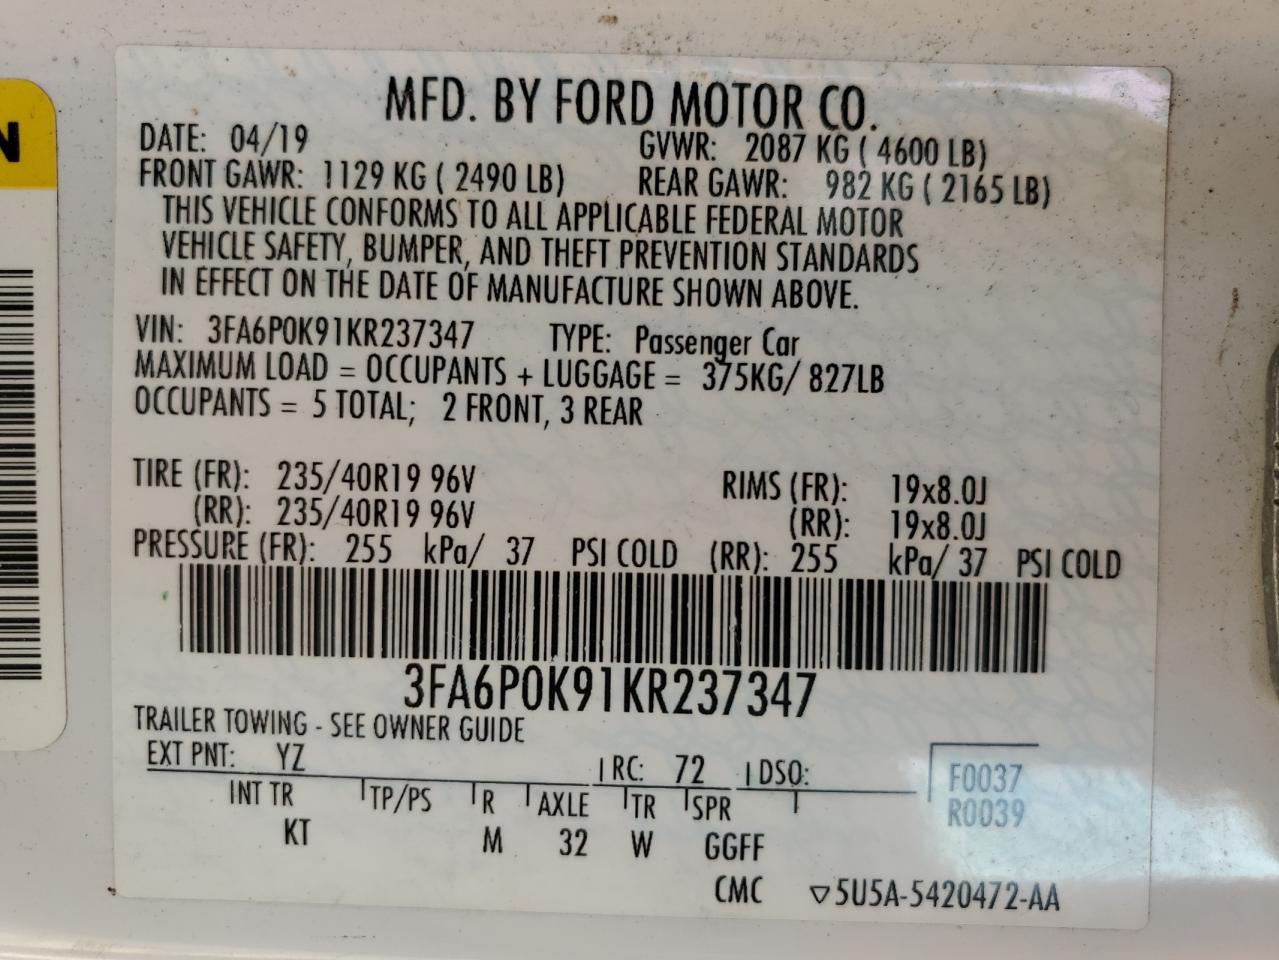 N
MFD. BY FORD MOTOR CO.
DATE: 04/19 GVWR: 2087 KG ( 4600 LB)
FRONT GAWR: 1129 KG ( 2490 LB) REAR GAWR: 982 KG ( 2165 LB)
THIS VEHICLE CONFORMS TO ALL APPLICABLE FEDERAL MOTOR
VEHICLE SAFETY, BUMPER, AND THEFT PREVENTION STANDARDS
IN EFFECT ON THE DATE OF MANUFACTURE SHOWN ABOVE.
VIN: 3FA6P0K91KR237347 TYPE: Passenger Car
MAXIMUM LOAD = OCCUPANTS + LUGGAGE = 375KG/ 827LB
OCCUPANTS = 5 TOTAL; 2 FRONT, 3 REAR
TIRE (FR): 235/40R19 96V RIMS (FR): 19x8.0J
(RR): 235/40R19 96V (RR): 19x8.0J
PRESSURE (FR): 255 kPa/ 37 PSI COLD (RR): 255 kPa/ 37 PSI COLD
3FA6P0K91KR237347
TRAILER TOWING - SEE OWNER GUIDE
EXT PNT: YZ RC: 72 DSO: F0037
INT TR TP/PS R AXLE TR SPR R0039
KT M 32 W GGFF
CMC ▽5U5A-5420472-AA